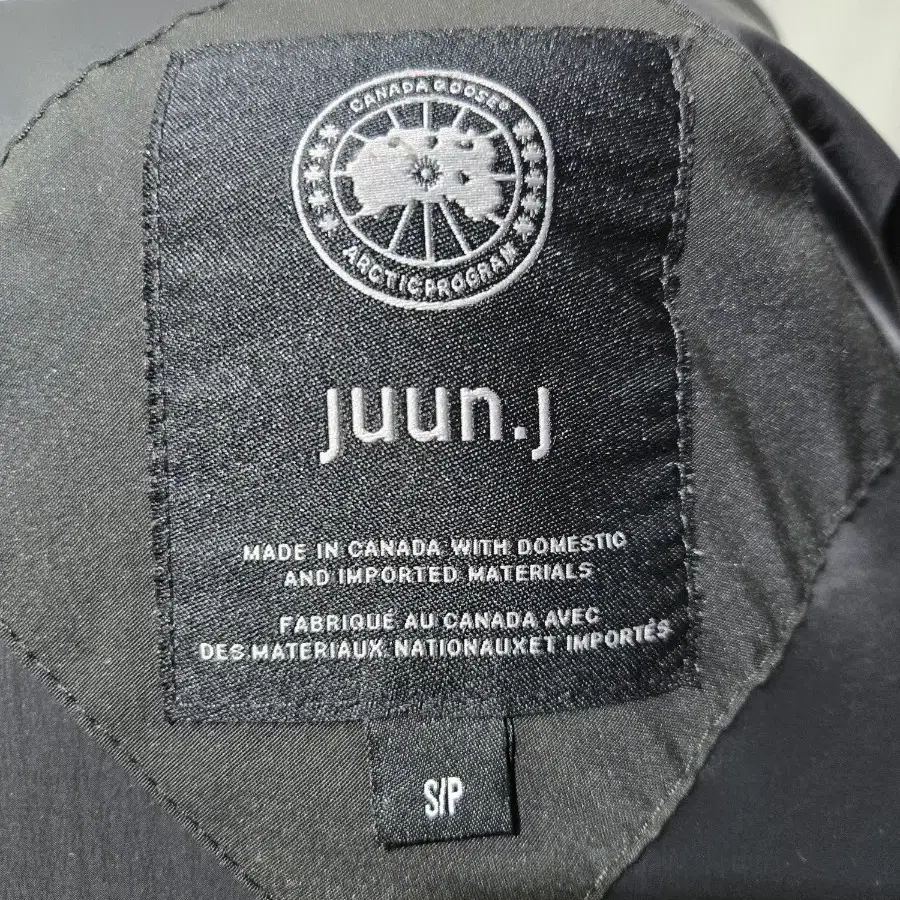 CANADA GOOSE®
ARCTIC PROGRAM
juun.j
MADE IN CANADA WITH DOMESTIC
AND IMPORTED MATERIALS
FABRIQUÉ AU CANADA AVEC
DES MATERIAUX NATIONAUXET IMPORTÉS
S/P